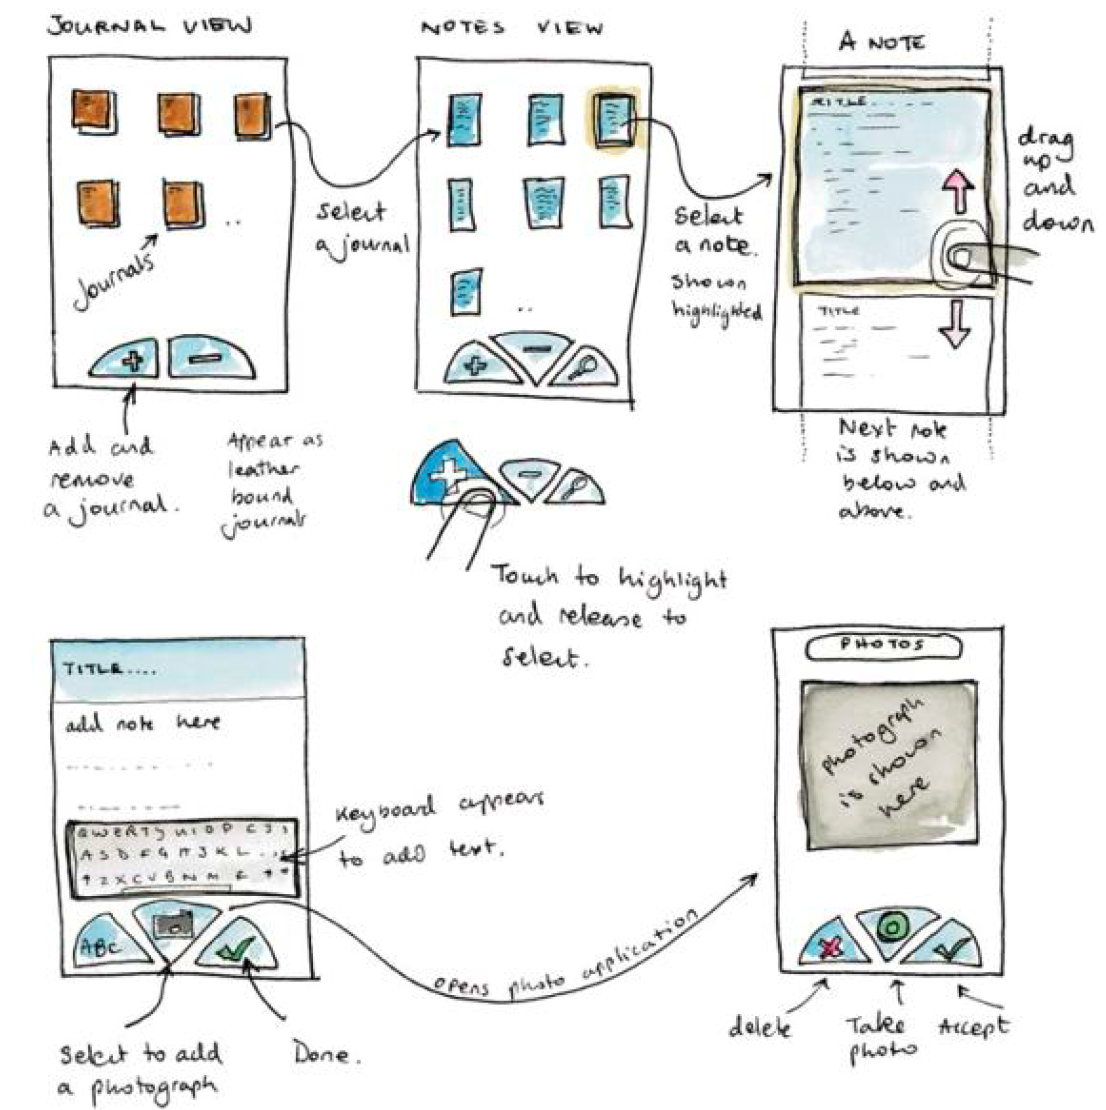 JOURNAL VIEW
Select
a journal
Journals
Add and
remove
a journal.
Appear as
leather
bound
journals
NOTES VIEW
Select
a note.
Shown
highlighted
Touch to highlight
and release to
select.
A NOTE
TITLE
TITLE
drag
up
and
down
Next note
is shown
below and
above.
TITLE....
add note here
QWERTY UIOP
ASDFGHJKL
ZXCVBNM
ABC
Keyboard appears
to add text.
Select to add
a photograph
Done.
opens photo application
PHOTOS
photograph
is shown
here
delete
Take
photo
Accept